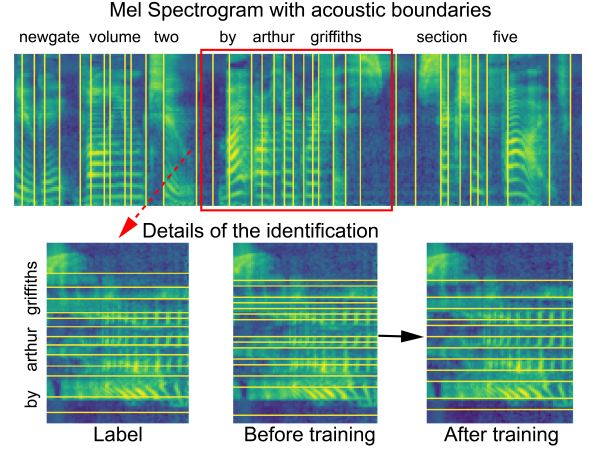 Mel Spectrogram with acoustic boundaries
newgate volume two by arthur griffiths section five
Details of the identification
by arthur griffiths
Label
Before training
After training